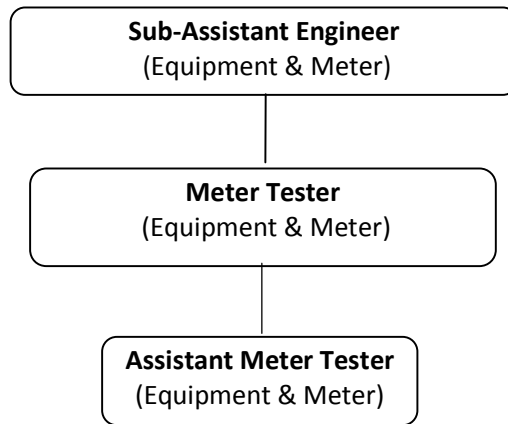 Sub-Assistant Engineer
(Equipment & Meter)
Meter Tester
(Equipment & Meter)
Assistant Meter Tester
(Equipment & Meter)